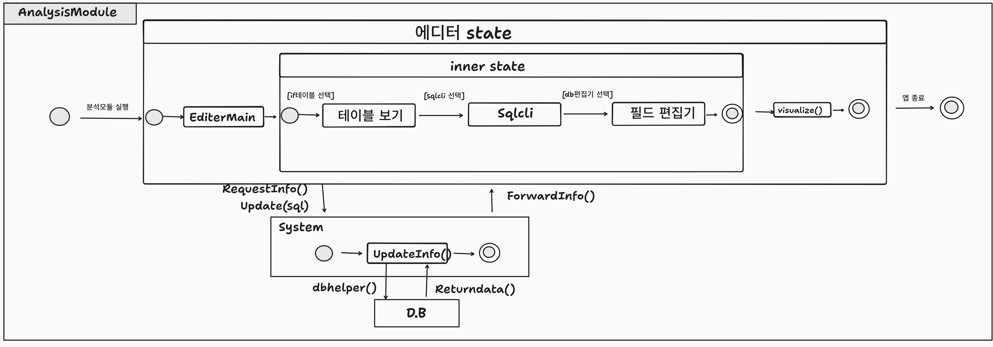 AnalysisModule
에디터 state
inner state
분석모듈 실행
EditerMain
[if테이블 선택]
테이블 보기
[sqlcli 선택]
Sqlcli
[db편집기 선택]
필드 편집기
visualize()
앱 종료
RequestInfo()
Update(sql)
ForwardInfo()
System
UpdateInfo()
dbhelper()
Returndata()
D.B